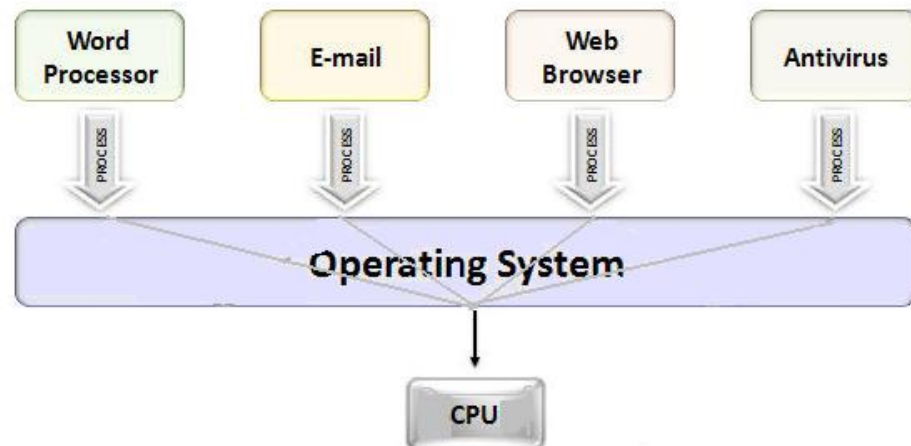 Word
Processor
E-mail
Web
Browser
Antivirus
PROCESS
PROCESS
PROCESS
PROCESS
Operating System
CPU